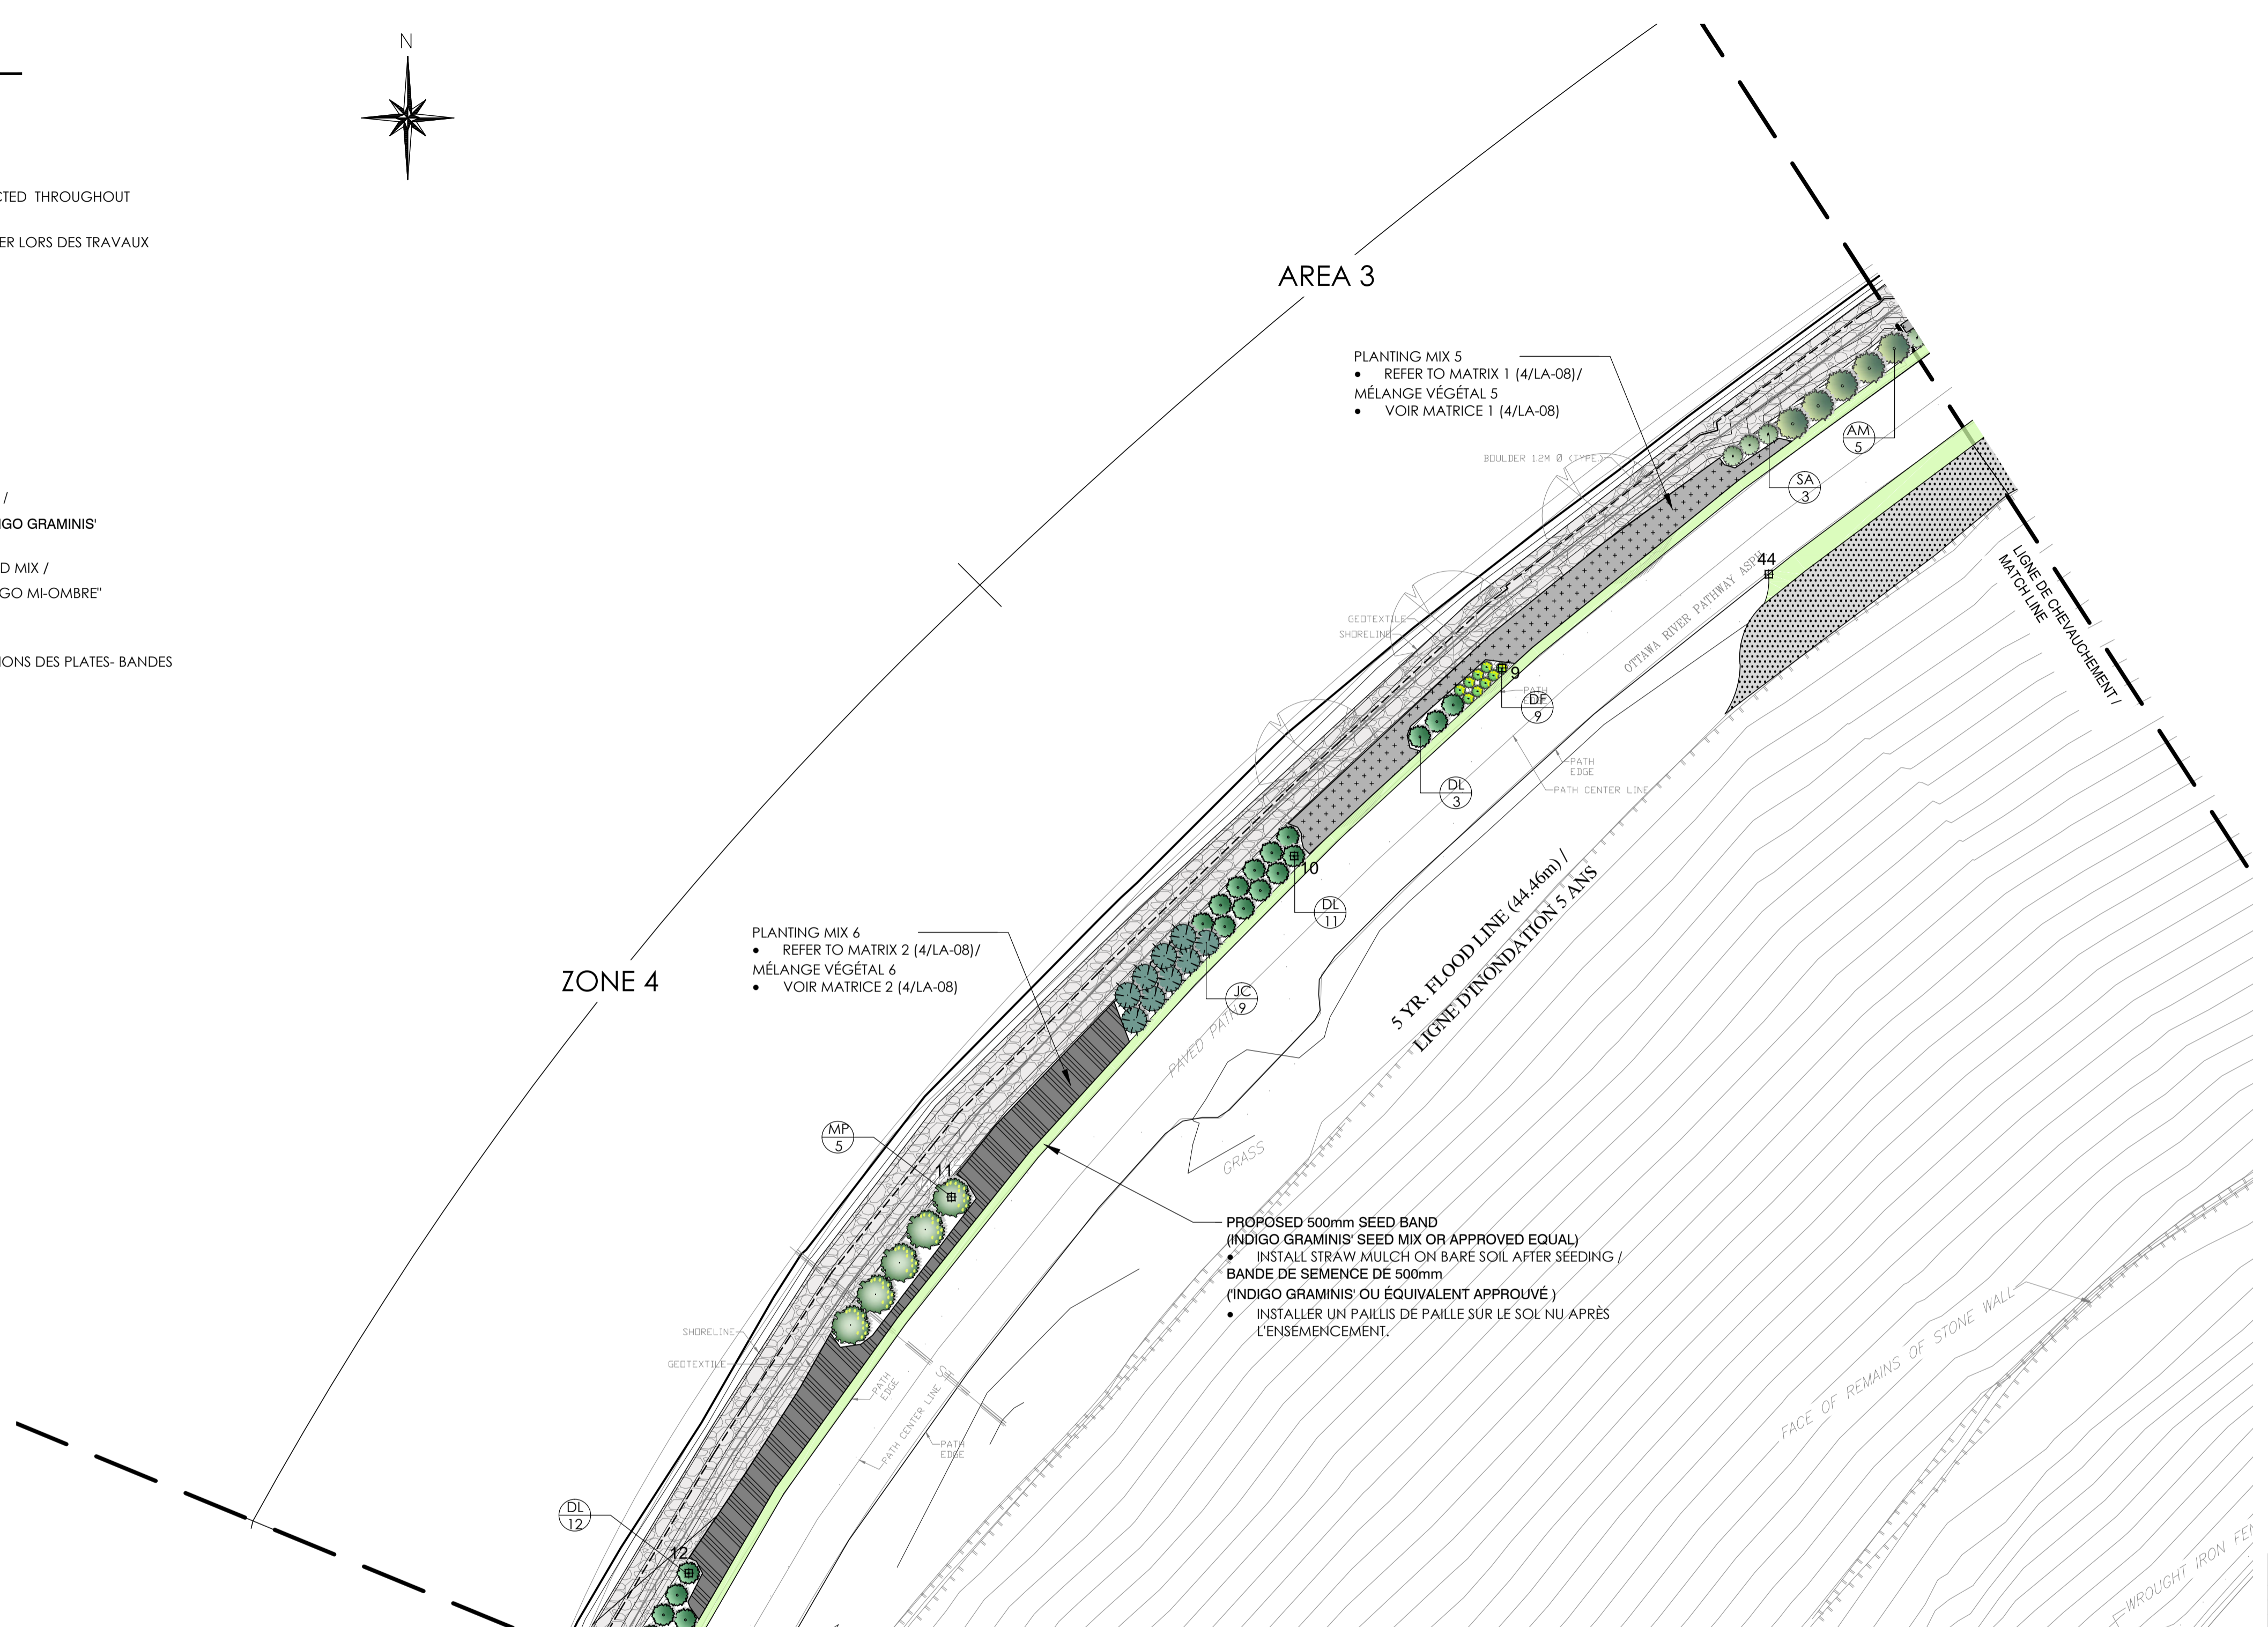 N
CTED THROUGHOUT
ER LORS DES TRAVAUX
/
IGO GRAMINIS'
D MIX /
GO MI-OMBRE"
IONS DES PLATES- BANDES
AREA 3
PLANTING MIX 5
• REFER TO MATRIX 1 (4/LA-08)/
MÉLANGE VÉGÉTAL 5
• VOIR MATRICE 1 (4/LA-08)
BOULDER 1.2M Ø (TYPE.)
AM
5
SA
3
44
OTTAWA RIVER PATHWAY ASPH
LIGNE DE CHEVAUCHEMENT /
MATCH LINE
GEOTEXTILE
SHORELINE
9
PATH
DF
9
DL
3
PATH
EDGE
PATH CENTER LINE
10
DL
11
5 YR. FLOOD LINE (44.46m) /
LIGNE D'INONDATION 5 ANS
ZONE 4
PLANTING MIX 6
• REFER TO MATRIX 2 (4/LA-08)/
MÉLANGE VÉGÉTAL 6
• VOIR MATRICE 2 (4/LA-08)
JC
9
PAVED PATH
MP
5
11
GRASS
PROPOSED 500mm SEED BAND
(INDIGO GRAMINIS' SEED MIX OR APPROVED EQUAL)
• INSTALL STRAW MULCH ON BARE SOIL AFTER SEEDING /
BANDE DE SEMENCE DE 500mm
('INDIGO GRAMINIS' OU ÉQUIVALENT APPROUVÉ )
• INSTALLER UN PAILLIS DE PAILLE SUR LE SOL NU APRÈS
L'ENSEMENCEMENT.
SHORELINE
GEOTEXTILE
PATH
EDGE
PATH CENTER LINE
PATH
EDGE
FACE OF REMAINS OF STONE WALL
DL
12
12
WROUGHT IRON FEN